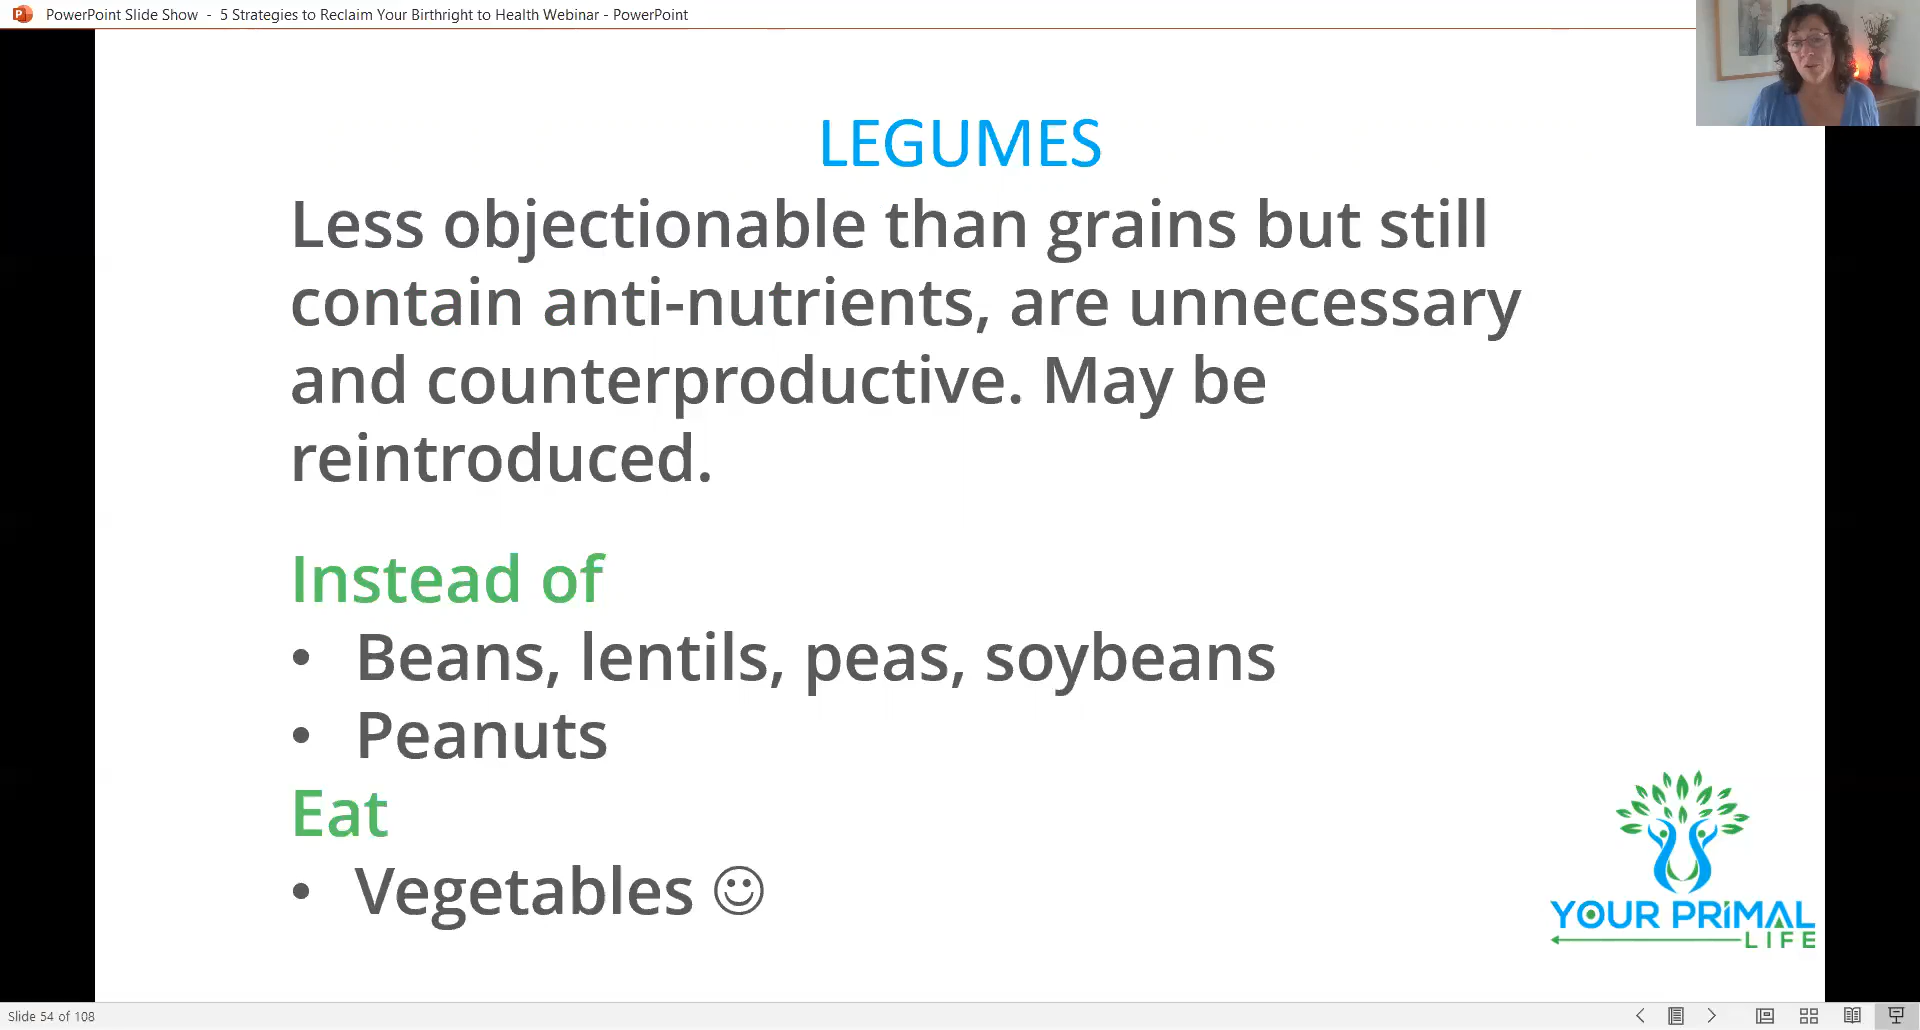 PowerPoint Slide Show - 5 Strategies to Reclaim Your Birthright to Health Webinar - PowerPoint
LEGUMES
Less objectionable than grains but still
contain anti-nutrients, are unnecessary
and counterproductive. May be
reintroduced.
Instead of
• Beans, lentils, peas, soybeans
• Peanuts
Eat
• Vegetables ☺
YOUR PRiMAL
LIFE
Slide 54 of 108